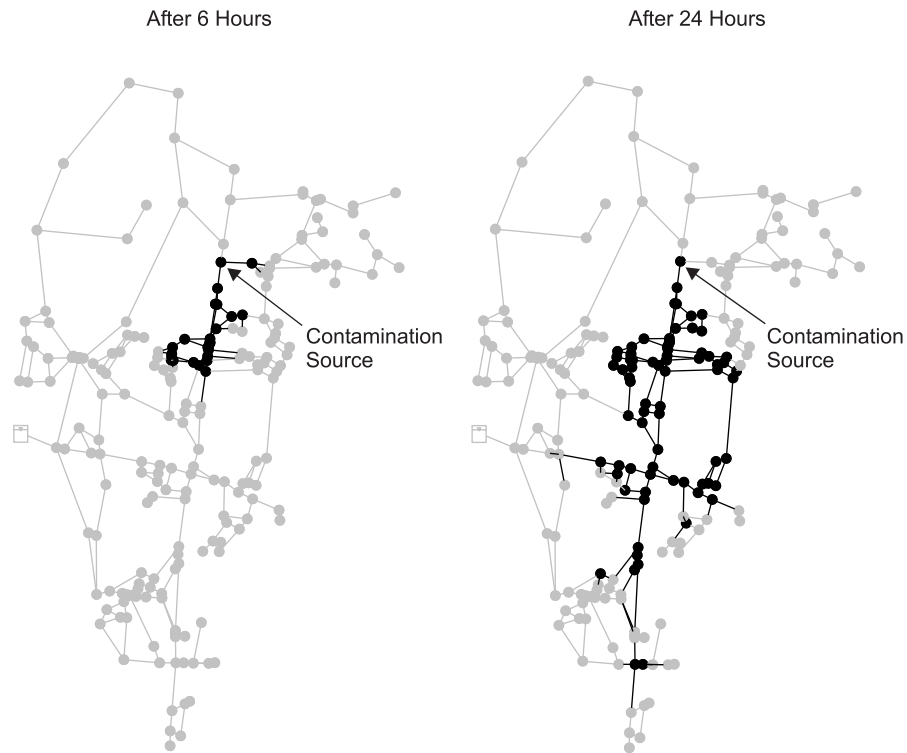 After 6 Hours
After 24 Hours
Contamination
Source
Contamination
Source